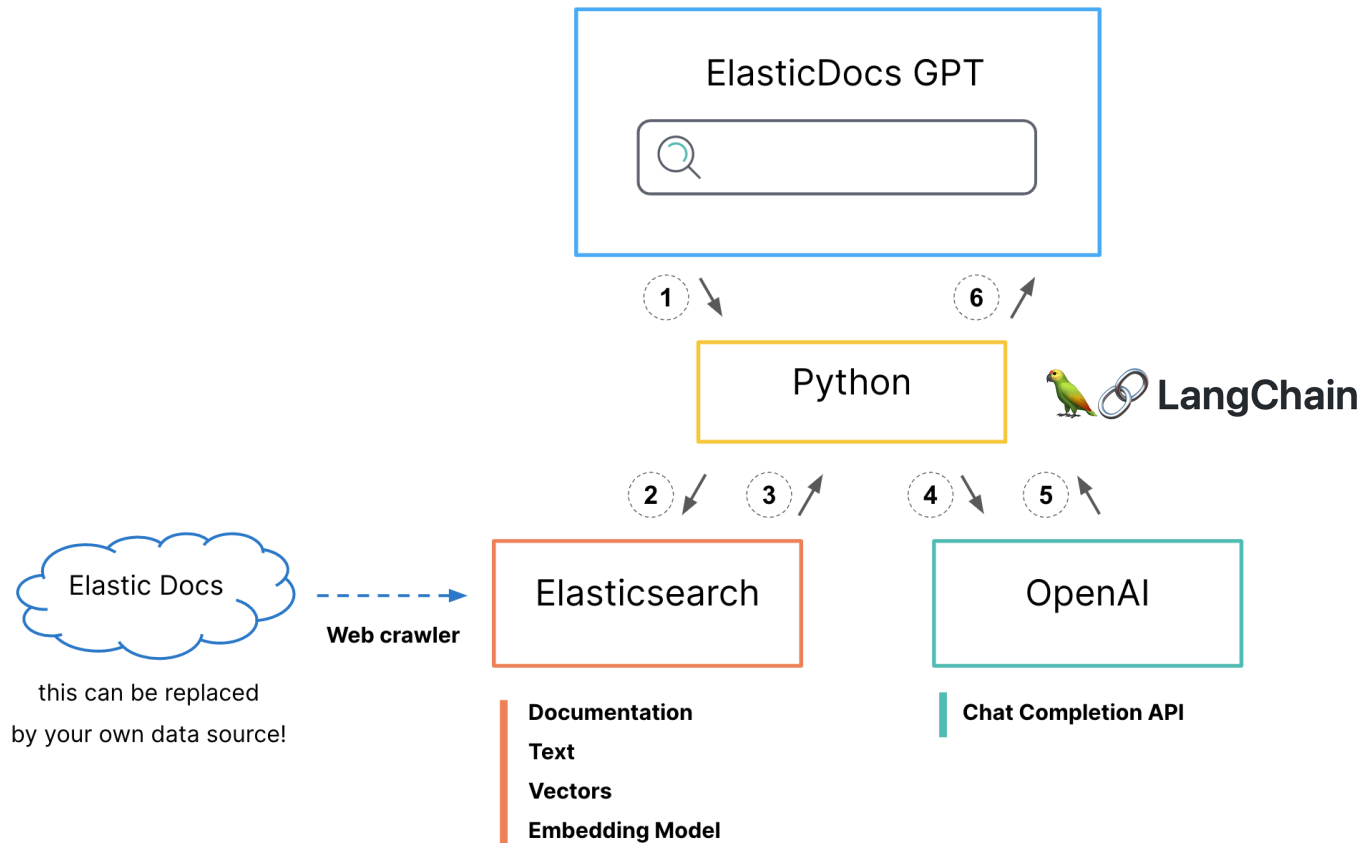 ElasticDocs GPT
1
6
Python
LangChain
2
3
4
5
Elastic Docs
Web crawler
this can be replaced
by your own data source!
Elasticsearch
OpenAI
Documentation
Text
Vectors
Embedding Model
Chat Completion API